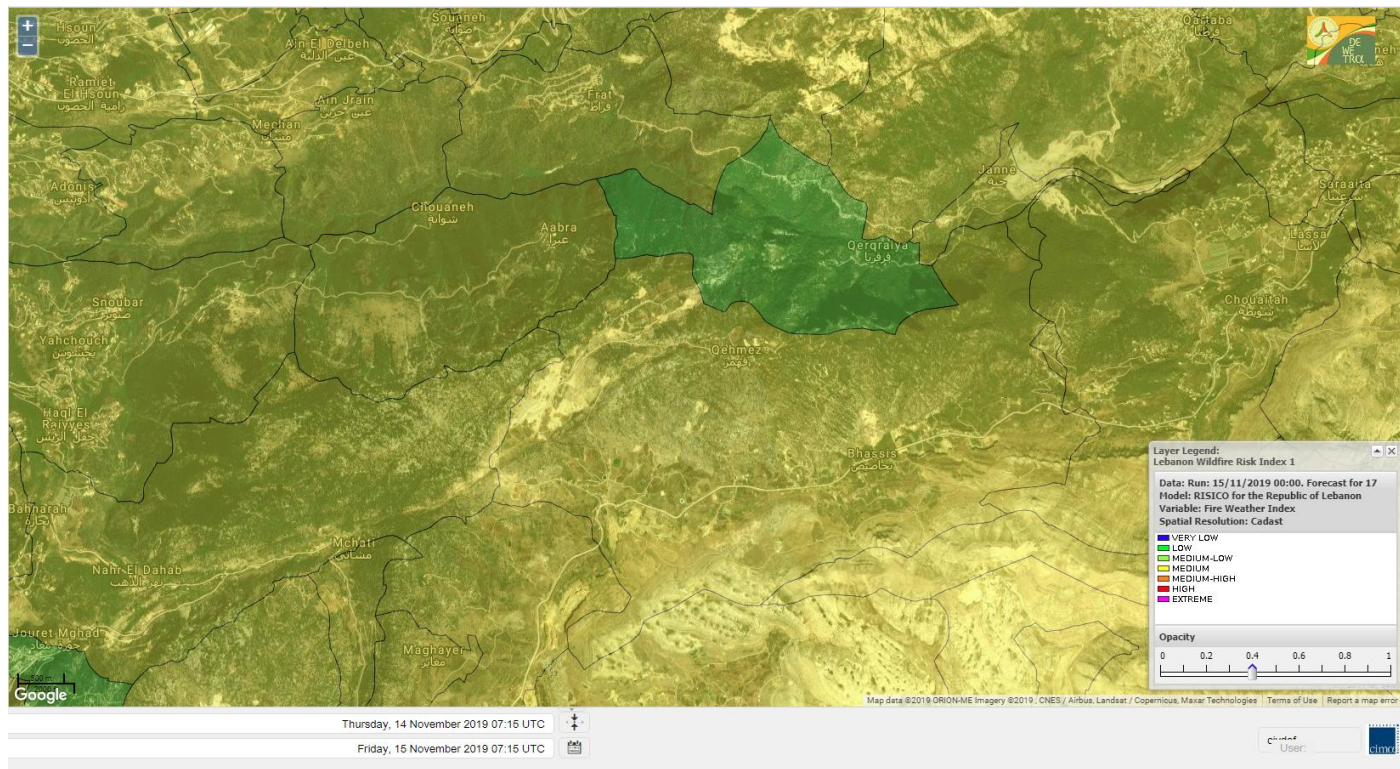 +
−
Hsoun
الحصون
Souaneh
صوانة
Qartaba
قرطبا
Ain El Delbeh
عين الدلبة
DE
WE
TRα
Ramiet
El Hsoun
رامية الحصون
Ain Jrain
عين جرين
Frat
فراط
Mechan
مشان
Janne
جنة
Adonis
أدونيس
Saraaita
سرعيتا
Chouaneh
شوانة
Aabra
عبرا
Lassa
لاسا
Qerqraiya
قرقريا
Snoubar
صنوبر
Chouaitah
شويطة
Yahchouch
يحشوش
Qehmez
قهمز
Haql El
Raiyyes
حقل الريس
Bhassis
بحاصيص
Layer Legend:
Lebanon Wildfire Risk Index 1
Data: Run: 15/11/2019 00:00. Forecast for 17
Model: RISICO for the Republic of Lebanon
Variable: Fire Weather Index
Spatial Resolution: Cadast
VERY LOW
LOW
MEDIUM-LOW
MEDIUM
MEDIUM-HIGH
HIGH
EXTREME
Opacity
0 0.2 0.4 0.6 0.8 1
Bahnarah
Mchati
مشاتي
Nahr El Dahab
نهر الذهب
Jouret Mghad
Maghayer
مغاير
500 m
Google
Map data ©2019 ORION-ME Imagery ©2019 , CNES / Airbus, Landsat / Copernicus, Maxar Technologies
Terms of Use
Report a map error
Thursday, 14 November 2019 07:15 UTC
Friday, 15 November 2019 07:15 UTC
User:
cima